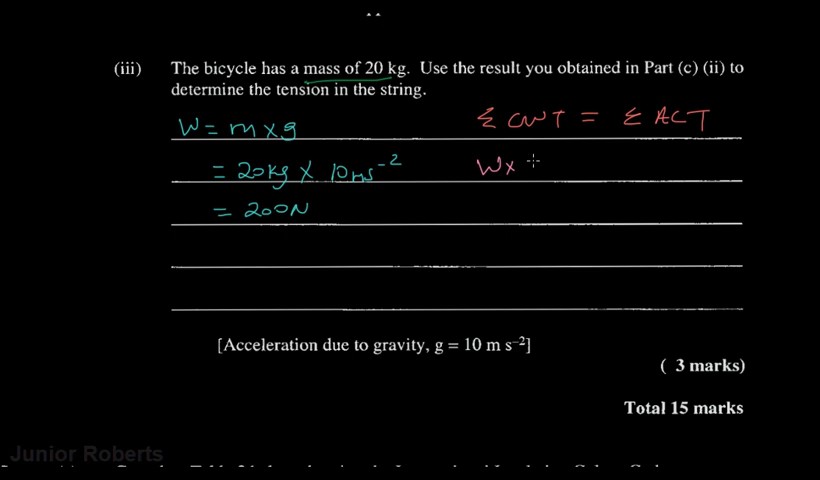 (iii) The bicycle has a mass of 20 kg. Use the result you obtained in Part (c) (ii) to
determine the tension in the string.
W = m x g
Σ CWT = Σ ACT
= 20kg x 10ms⁻²
Wx
= 200N
[Acceleration due to gravity, g = 10 m s⁻²]
( 3 marks)
Total 15 marks
Junior Roberts